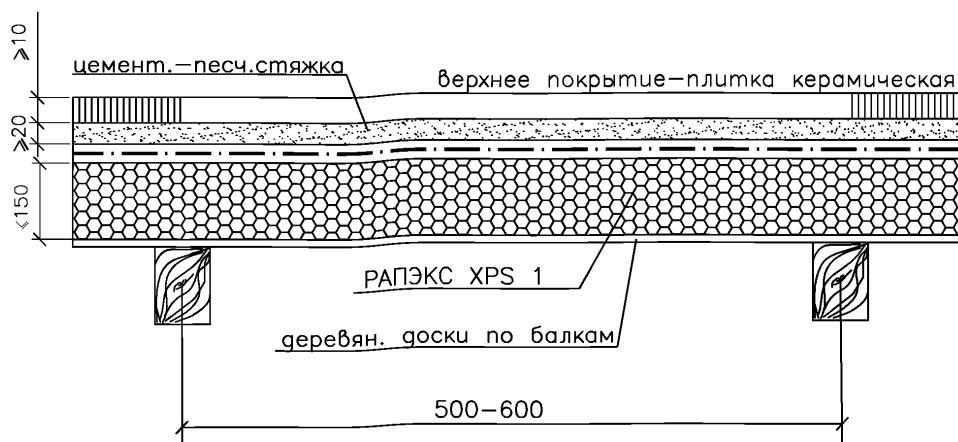 ⩾10
цемент.-песч.стяжка
верхнее покрытие-плитка керамическая
⩾20
⩽150
РАПЭКС XPS 1
деревян. доски по балкам
500-600